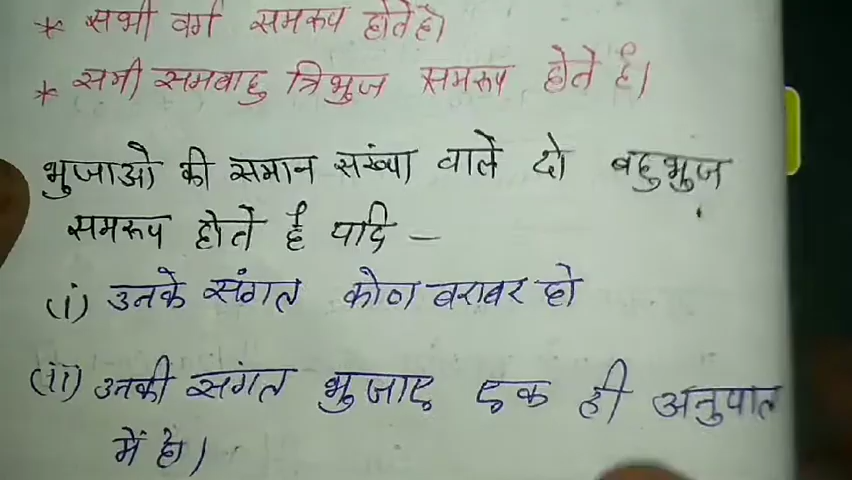 * सभी वर्ग समरूप होते है।
* सभी समबाहु त्रिभुज समरूप होते है।
भुजाओ की समान संख्या वाले दो बहुभुज
समरूप होते है यदि –
(i) उनके संगत कोण बराबर हो
(ii) उनकी संगत भुजाए एक ही अनुपात
में हो।